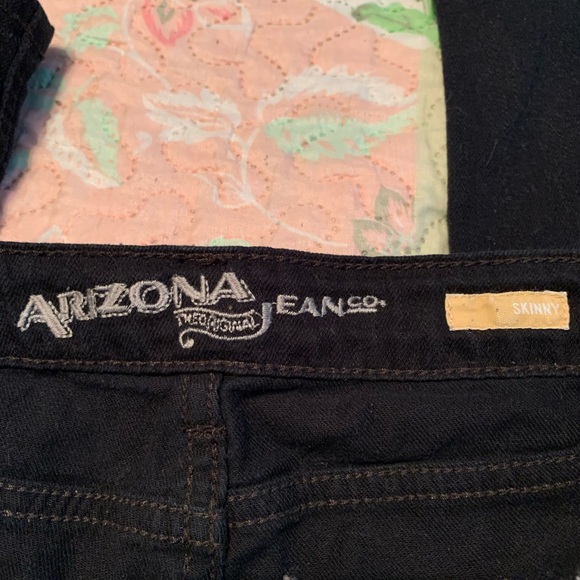 ARIZONA JEAN CO.
THE ORIGINAL
SKINNY